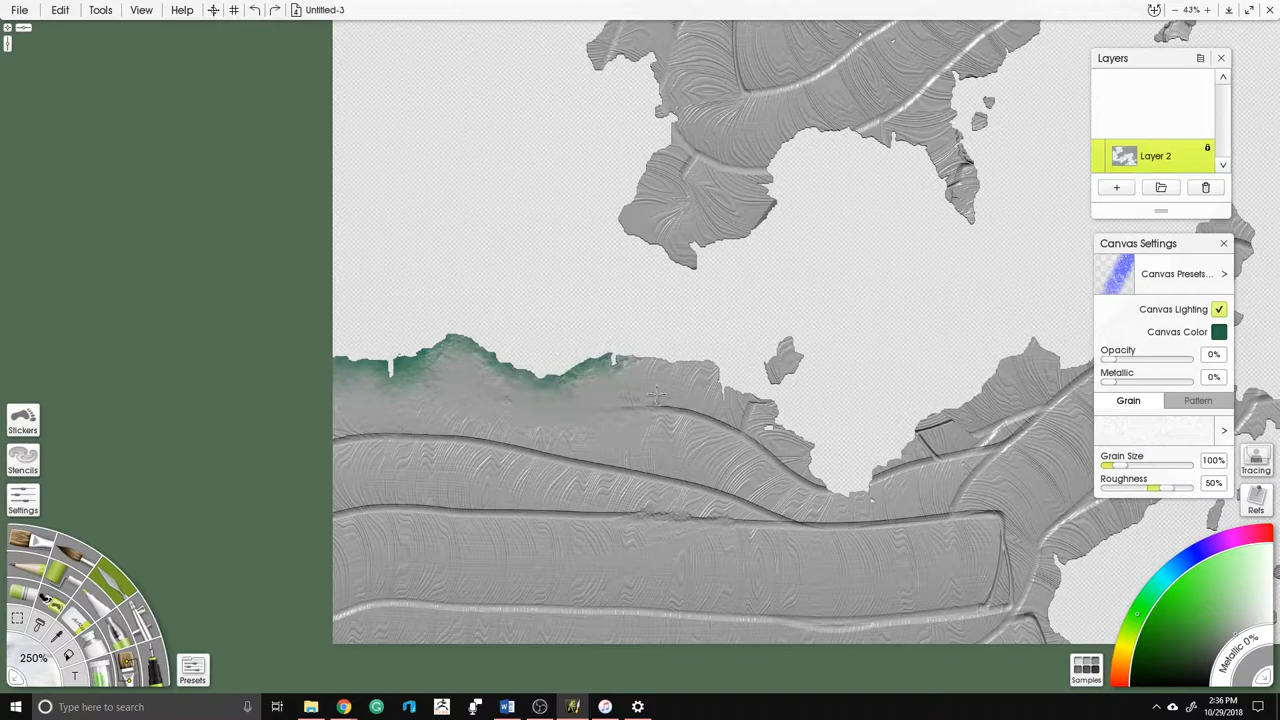 File Edit Tools View Help Untitled-3 43%
Layers
Layer 2
Canvas Settings
Canvas Presets...
Canvas Lighting
Canvas Color
Opacity
0%
Metallic
0%
Grain Pattern
Grain Size
100%
Roughness
50%
Stickers
Stencils
Settings
Tracing
Refs
250%
T
Presets
Samples
Metallic 0%
Type here to search
2:36 PM
10/29/2018